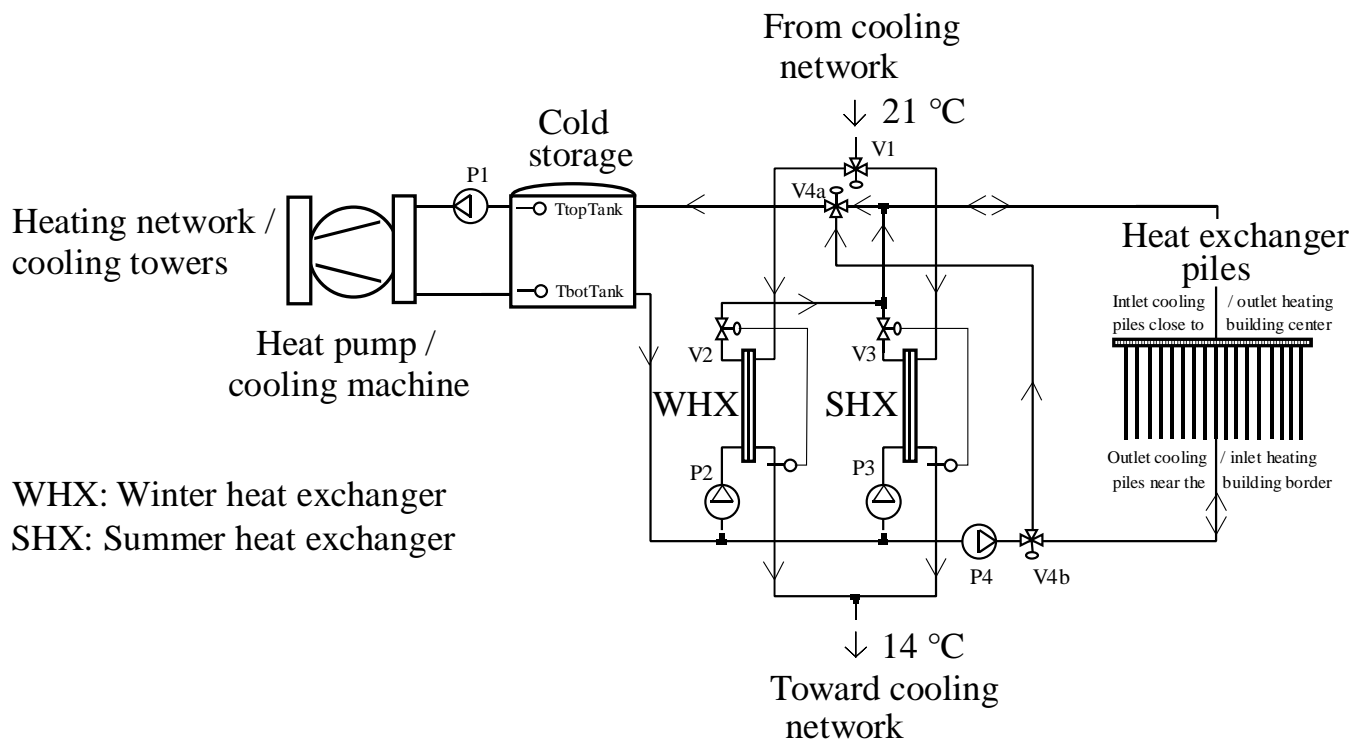 From cooling
network
21 °C
V1
Cold
storage
P1
V4a
TtopTank
Heating network /
cooling towers
Heat exchanger
piles
TbotTank
Intlet cooling / outlet heating
piles close to building center
Heat pump /
cooling machine
V2
V3
WHX
SHX
P2
P3
Outlet cooling / inlet heating
piles near the building border
WHX: Winter heat exchanger
SHX: Summer heat exchanger
P4
V4b
14 °C
Toward cooling
network